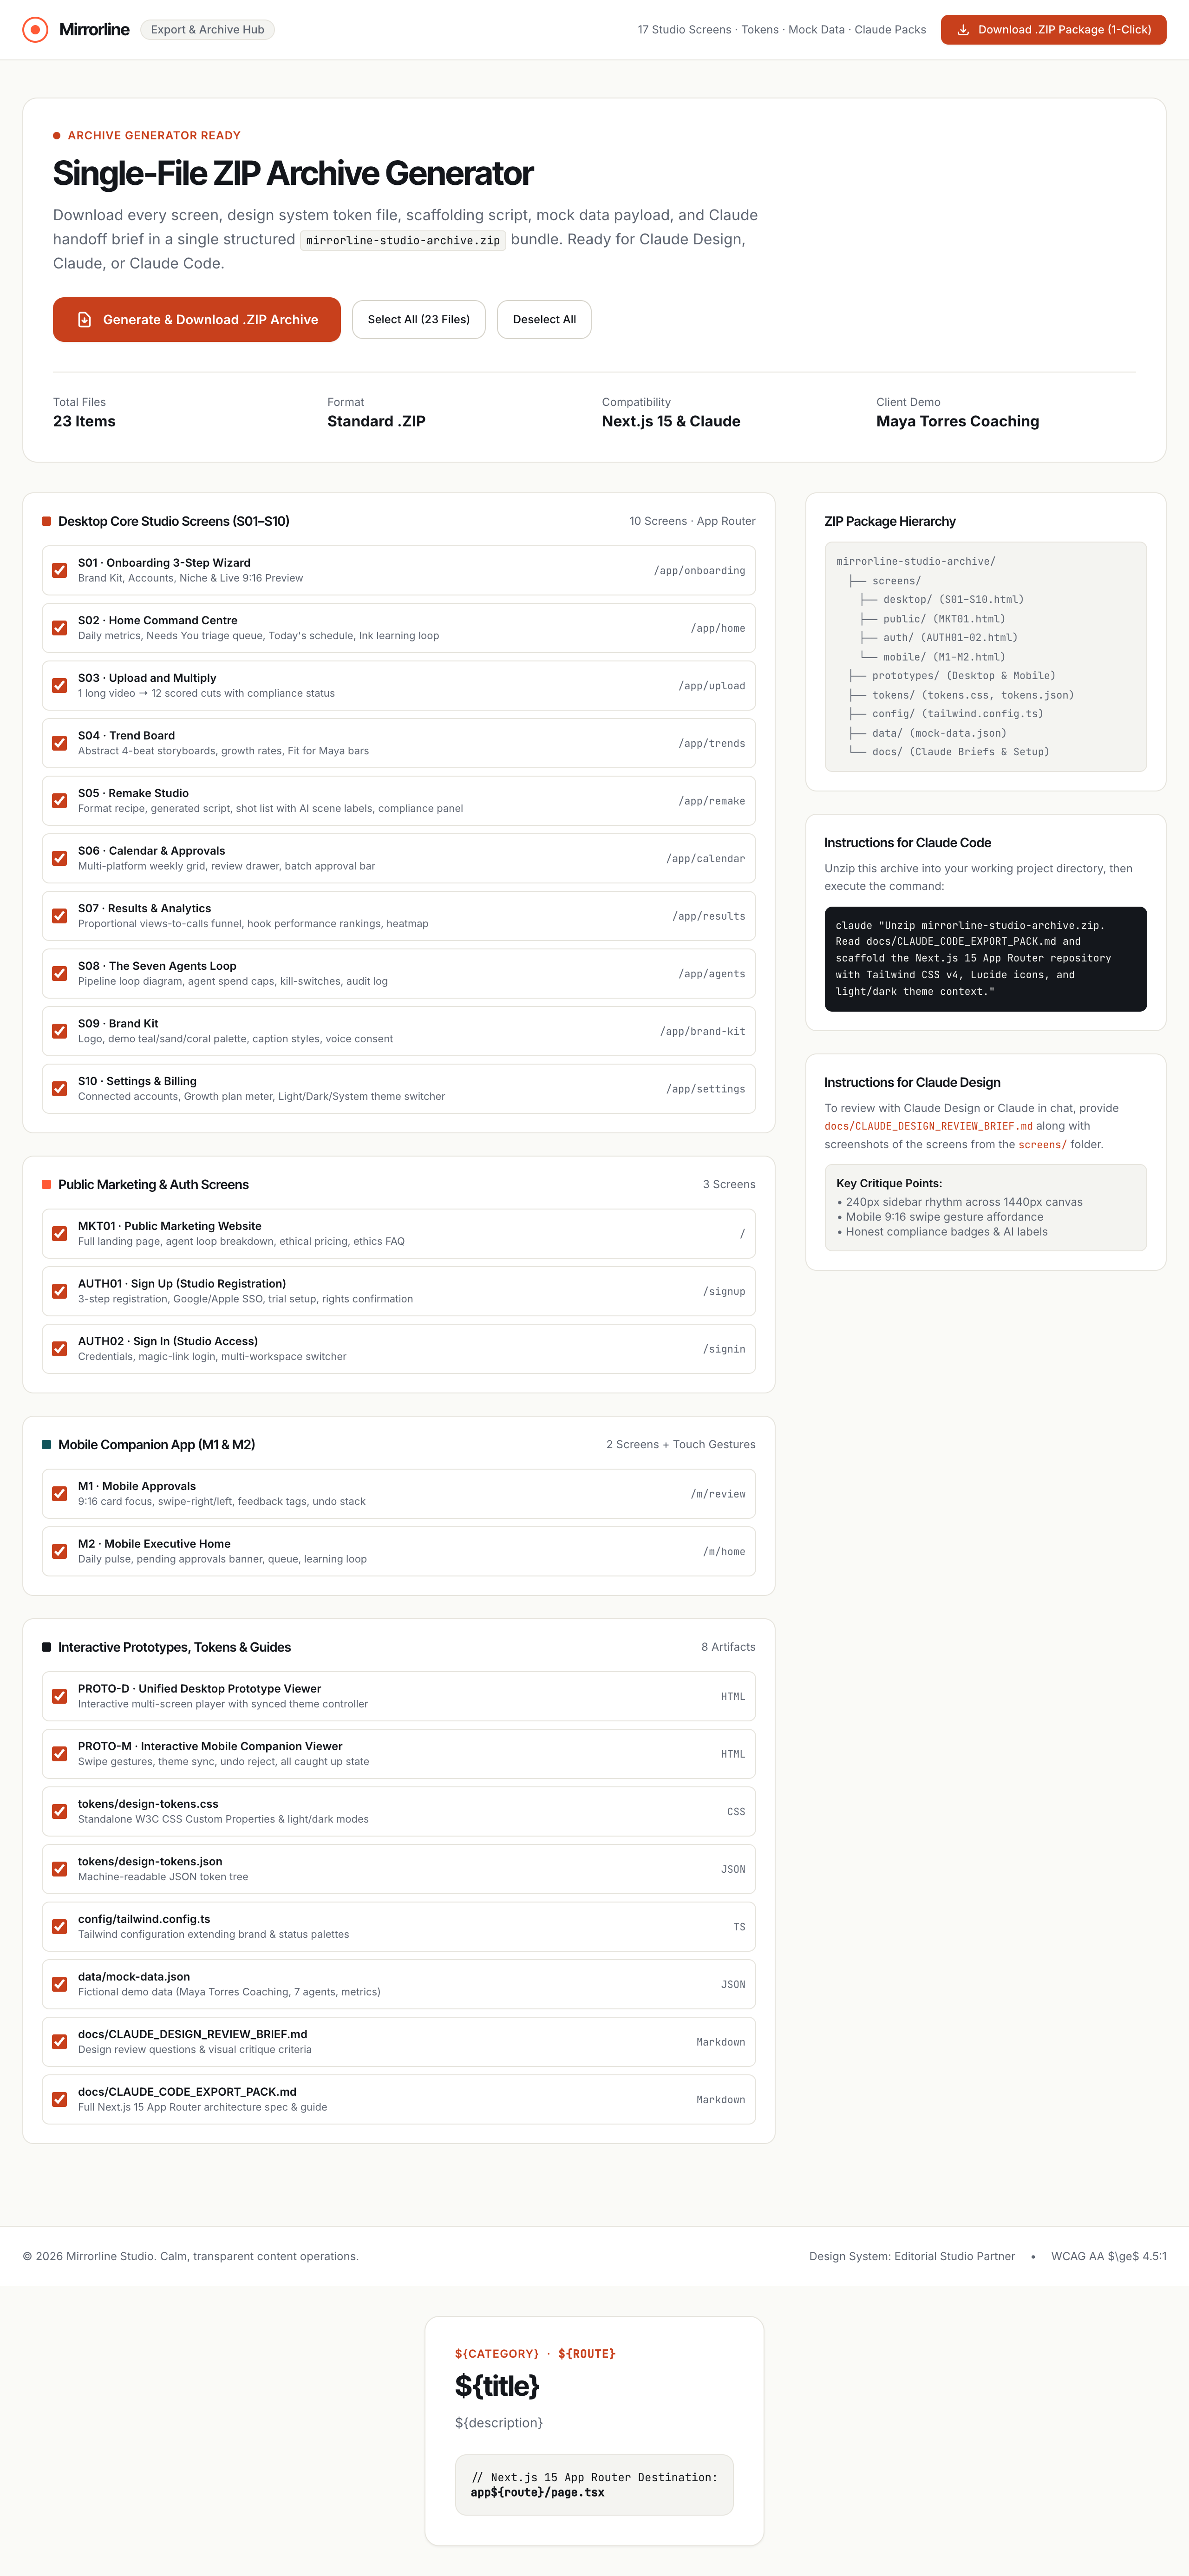 Mirrorline
Export & Archive Hub
17 Studio Screens · Tokens · Mock Data · Claude Packs
Download .ZIP Package (1-Click)
ARCHIVE GENERATOR READY
Single-File ZIP Archive Generator
Download every screen, design system token file, scaffolding script, mock data payload, and Claude
handoff brief in a single structured mirrorline-studio-archive.zip bundle. Ready for Claude Design,
Claude, or Claude Code.
Generate & Download .ZIP Archive
Select All (23 Files)
Deselect All
Total Files
23 Items
Format
Standard .ZIP
Compatibility
Next.js 15 & Claude
Client Demo
Maya Torres Coaching
Desktop Core Studio Screens (S01–S10)
10 Screens · App Router
S01 · Onboarding 3-Step Wizard
Brand Kit, Accounts, Niche & Live 9:16 Preview
/app/onboarding
S02 · Home Command Centre
Daily metrics, Needs You triage queue, Today's schedule, Ink learning loop
/app/home
S03 · Upload and Multiply
1 long video → 12 scored cuts with compliance status
/app/upload
S04 · Trend Board
Abstract 4-beat storyboards, growth rates, Fit for Maya bars
/app/trends
S05 · Remake Studio
Format recipe, generated script, shot list with AI scene labels, compliance panel
/app/remake
S06 · Calendar & Approvals
Multi-platform weekly grid, review drawer, batch approval bar
/app/calendar
S07 · Results & Analytics
Proportional views-to-calls funnel, hook performance rankings, heatmap
/app/results
S08 · The Seven Agents Loop
Pipeline loop diagram, agent spend caps, kill-switches, audit log
/app/agents
S09 · Brand Kit
Logo, demo teal/sand/coral palette, caption styles, voice consent
/app/brand-kit
S10 · Settings & Billing
Connected accounts, Growth plan meter, Light/Dark/System theme switcher
/app/settings
Public Marketing & Auth Screens
3 Screens
MKT01 · Public Marketing Website
Full landing page, agent loop breakdown, ethical pricing, ethics FAQ
/
AUTH01 · Sign Up (Studio Registration)
3-step registration, Google/Apple SSO, trial setup, rights confirmation
/signup
AUTH02 · Sign In (Studio Access)
Credentials, magic-link login, multi-workspace switcher
/signin
Mobile Companion App (M1 & M2)
2 Screens + Touch Gestures
M1 · Mobile Approvals
9:16 card focus, swipe-right/left, feedback tags, undo stack
/m/review
M2 · Mobile Executive Home
Daily pulse, pending approvals banner, queue, learning loop
/m/home
Interactive Prototypes, Tokens & Guides
8 Artifacts
PROTO-D · Unified Desktop Prototype Viewer
Interactive multi-screen player with synced theme controller
HTML
PROTO-M · Interactive Mobile Companion Viewer
Swipe gestures, theme sync, undo reject, all caught up state
HTML
tokens/design-tokens.css
Standalone W3C CSS Custom Properties & light/dark modes
CSS
tokens/design-tokens.json
Machine-readable JSON token tree
JSON
config/tailwind.config.ts
Tailwind configuration extending brand & status palettes
TS
data/mock-data.json
Fictional demo data (Maya Torres Coaching, 7 agents, metrics)
JSON
docs/CLAUDE_DESIGN_REVIEW_BRIEF.md
Design review questions & visual critique criteria
Markdown
docs/CLAUDE_CODE_EXPORT_PACK.md
Full Next.js 15 App Router architecture spec & guide
Markdown
ZIP Package Hierarchy
mirrorline-studio-archive/
├── screens/
├── desktop/ (S01–S10.html)
├── public/ (MKT01.html)
├── auth/ (AUTH01–02.html)
└── mobile/ (M1–M2.html)
├── prototypes/ (Desktop & Mobile)
├── tokens/ (tokens.css, tokens.json)
├── config/ (tailwind.config.ts)
├── data/ (mock-data.json)
└── docs/ (Claude Briefs & Setup)
Instructions for Claude Code
Unzip this archive into your working project directory, then
execute the command:
claude "Unzip mirrorline-studio-archive.zip.
Read docs/CLAUDE_CODE_EXPORT_PACK.md and
scaffold the Next.js 15 App Router repository
with Tailwind CSS v4, Lucide icons, and
light/dark theme context."
Instructions for Claude Design
To review with Claude Design or Claude in chat, provide
docs/CLAUDE_DESIGN_REVIEW_BRIEF.md along with
screenshots of the screens from the screens/ folder.
Key Critique Points:
• 240px sidebar rhythm across 1440px canvas
• Mobile 9:16 swipe gesture affordance
• Honest compliance badges & AI labels
© 2026 Mirrorline Studio. Calm, transparent content operations.
Design System: Editorial Studio Partner • WCAG AA $\ge$ 4.5:1
${CATEGORY} · ${ROUTE}
${title}
${description}
// Next.js 15 App Router Destination:
app${route}/page.tsx